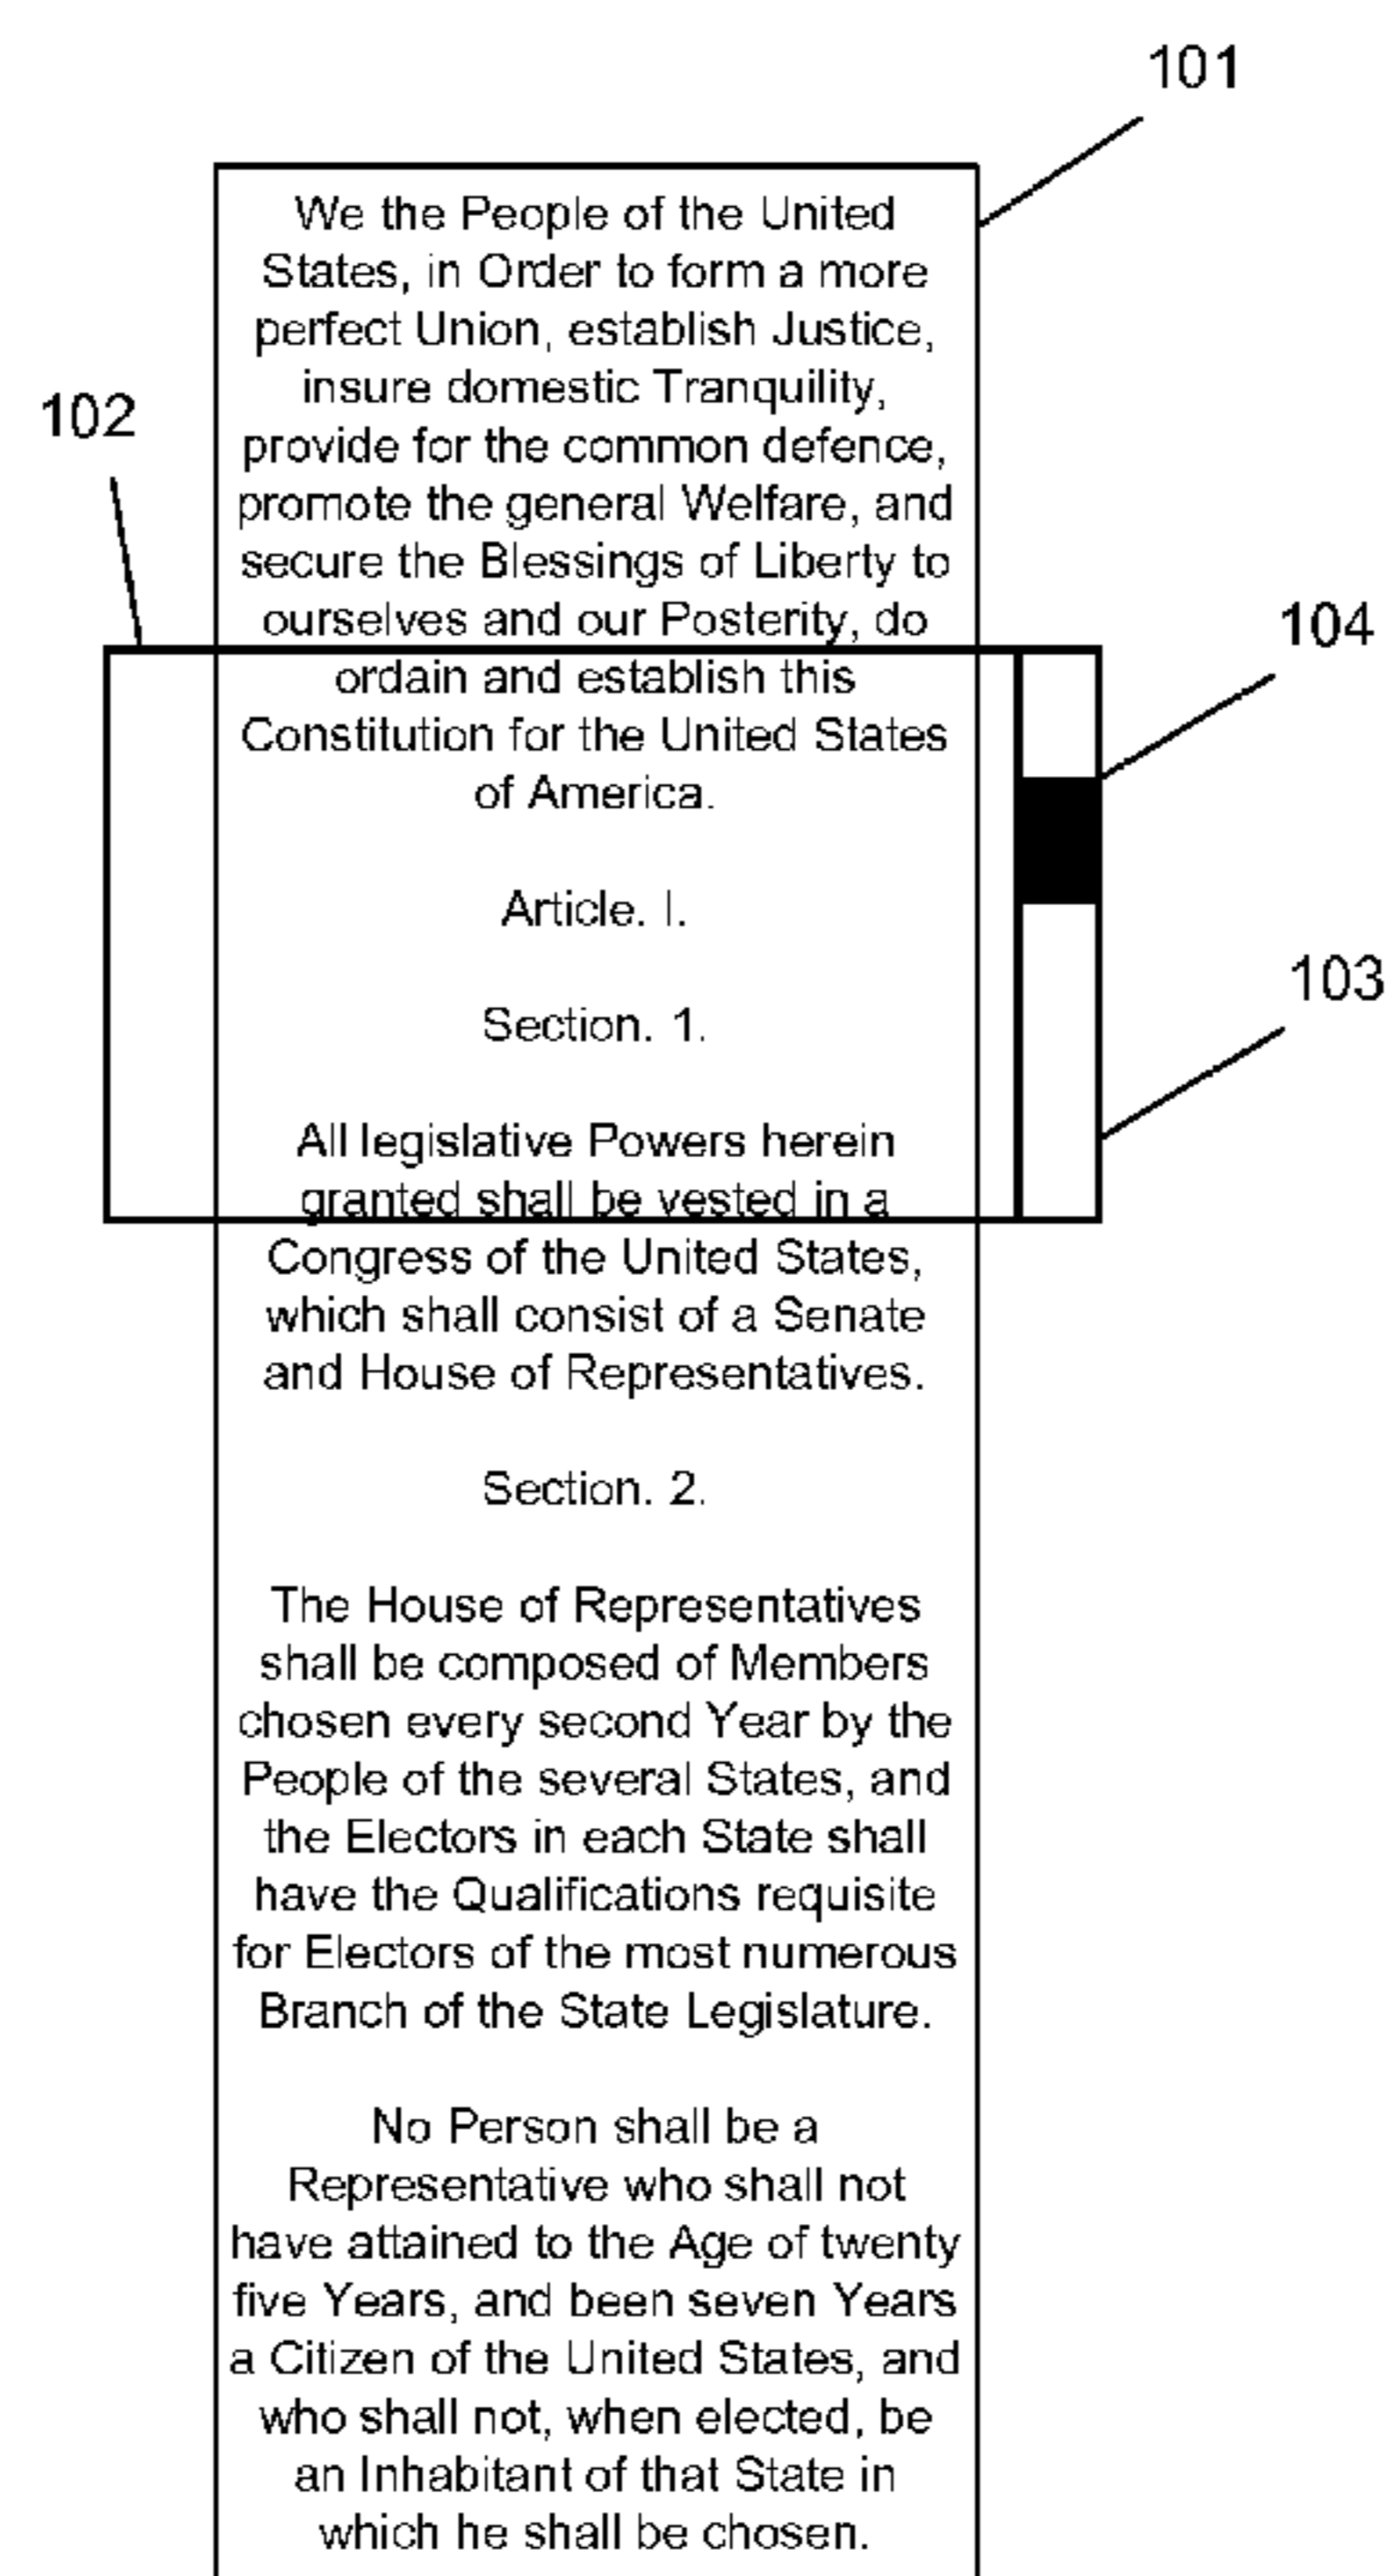 101
We the People of the United
States, in Order to form a more
perfect Union, establish Justice,
insure domestic Tranquility,
102
provide for the common defence,
promote the general Welfare, and
secure the Blessings of Liberty to
ourselves and our Posterity, do
104
ordain and establish this
Constitution for the United States
of America.
Article. I.
103
Section. 1.
All legislative Powers herein
granted shall be vested in a
Congress of the United States,
which shall consist of a Senate
and House of Representatives.
Section. 2.
The House of Representatives
shall be composed of Members
chosen every second Year by the
People of the several States, and
the Electors in each State shall
have the Qualifications requisite
for Electors of the most numerous
Branch of the State Legislature.
No Person shall be a
Representative who shall not
have attained to the Age of twenty
five Years, and been seven Years
a Citizen of the United States, and
who shall not, when elected, be
an Inhabitant of that State in
which he shall be chosen.